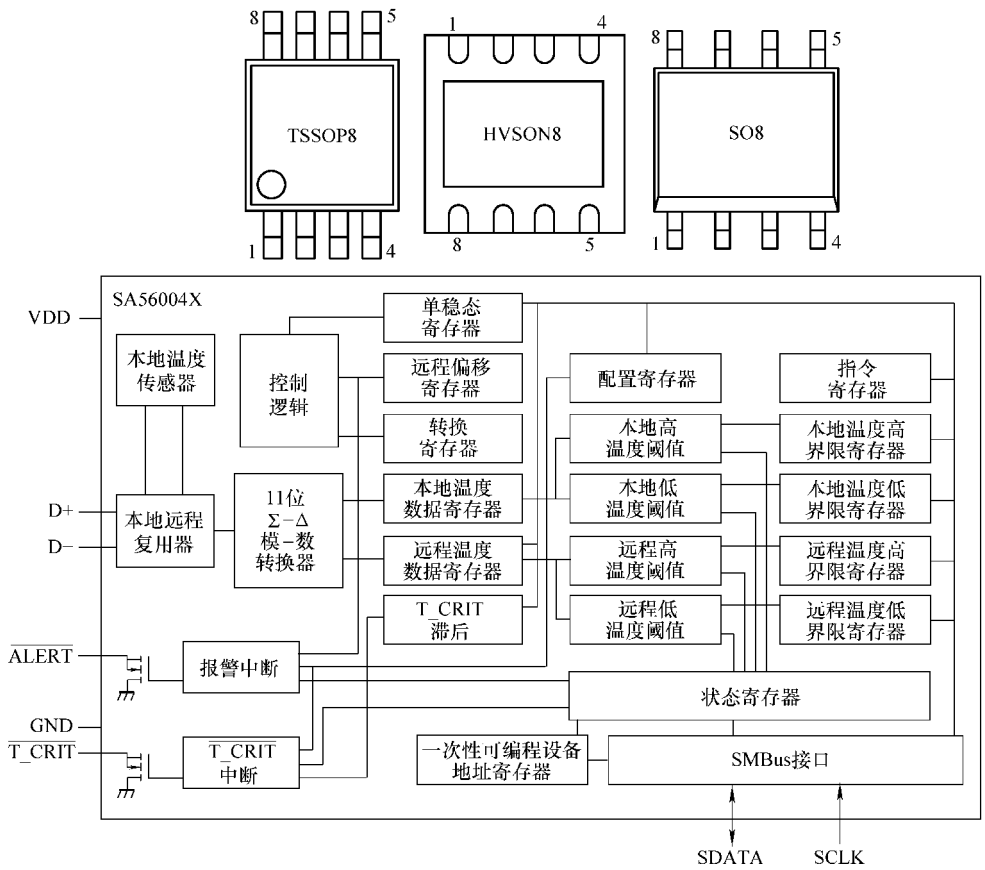 8 5
TSSOP8
1 4
1 4
HVSON8
8 5
8 5
SO8
1 4
SA56004X
VDD
本地温度
传感器
控制
逻辑
单稳态
寄存器
远程偏移
寄存器
配置寄存器
指令
寄存器
转换
寄存器
本地高
温度阈值
本地温度高
界限寄存器
D+
D−
本地远程
复用器
11位
Σ−Δ
模−数
转换器
本地温度
数据寄存器
本地低
温度阈值
本地温度低
界限寄存器
远程温度
数据寄存器
远程高
温度阈值
远程温度高
界限寄存器
T_CRIT
滞后
远程低
温度阈值
远程温度低
界限寄存器
ALERT
报警中断
状态寄存器
GND
T_CRIT
T_CRIT
中断
一次性可编程设备
地址寄存器
SMBus接口
SDATA
SCLK